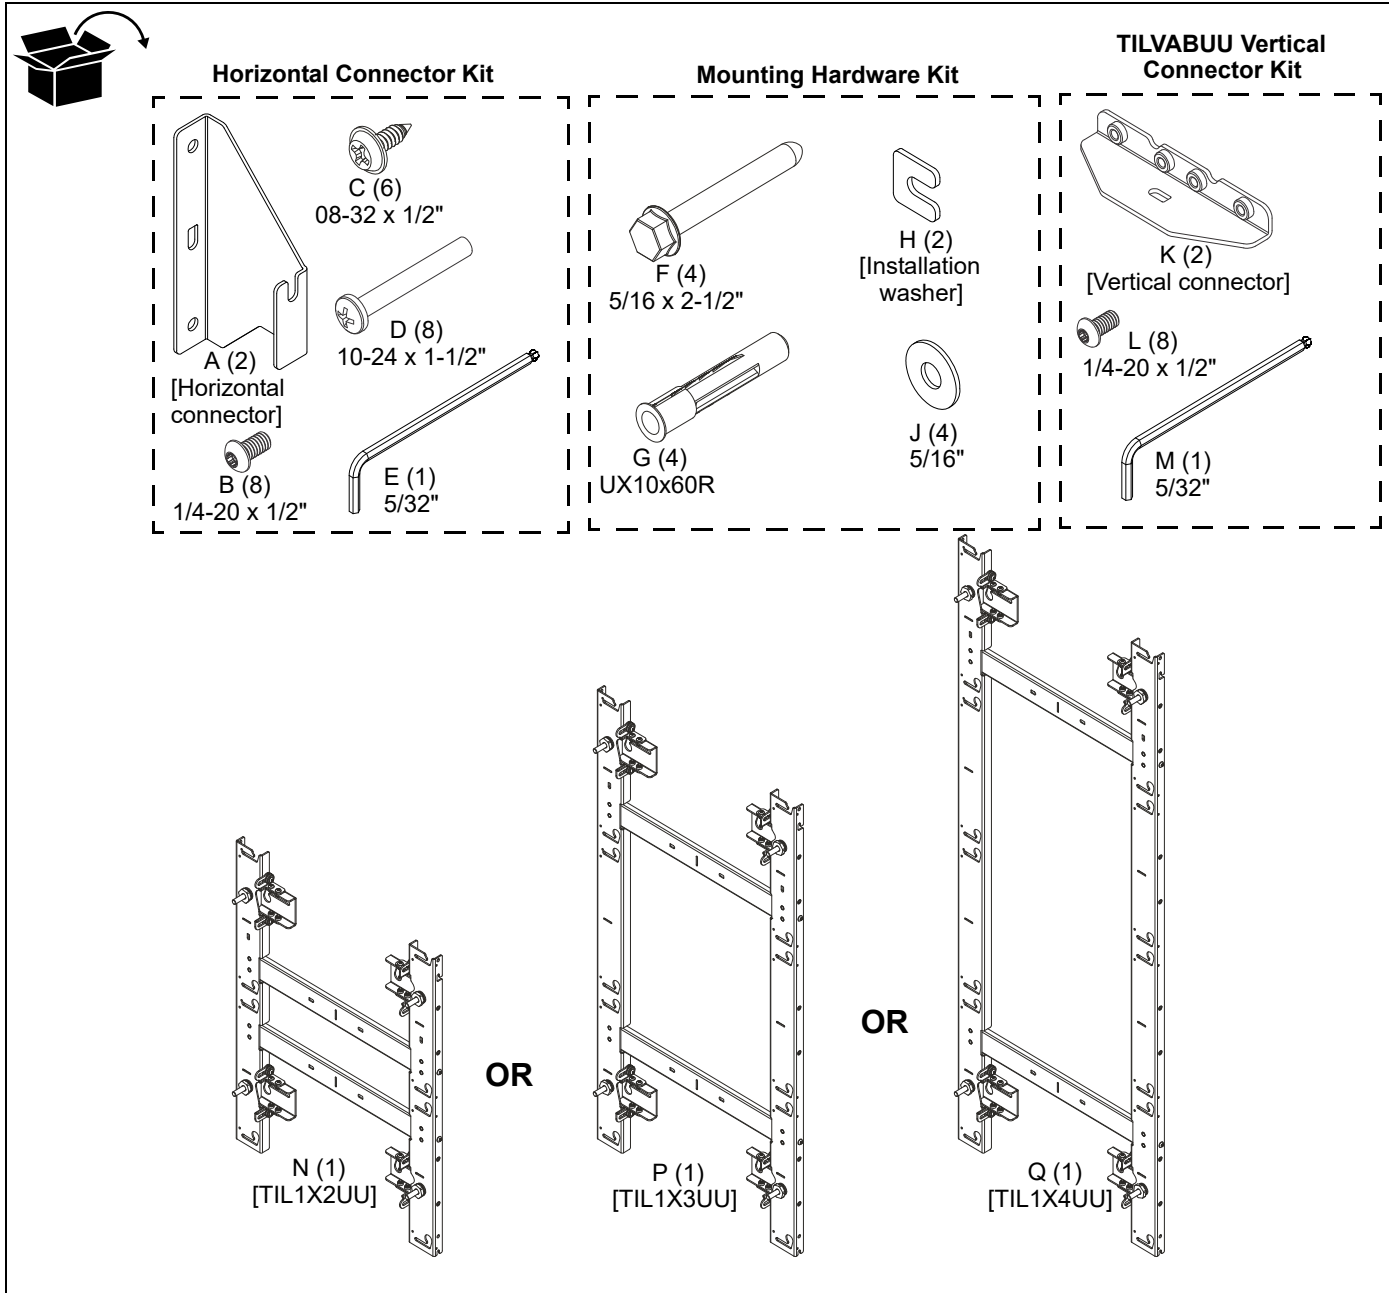 Horizontal Connector Kit
C (6)
08-32 x 1/2"
D (8)
10-24 x 1-1/2"
A (2)
[Horizontal
connector]
B (8)
1/4-20 x 1/2"
E (1)
5/32"
Mounting Hardware Kit
F (4)
5/16 x 2-1/2"
H (2)
[Installation
washer]
G (4)
UX10x60R
J (4)
5/16"
TILVABUU Vertical
Connector Kit
K (2)
[Vertical connector]
L (8)
1/4-20 x 1/2"
M (1)
5/32"
N (1)
[TIL1X2UU]
OR
P (1)
[TIL1X3UU]
OR
Q (1)
[TIL1X4UU]